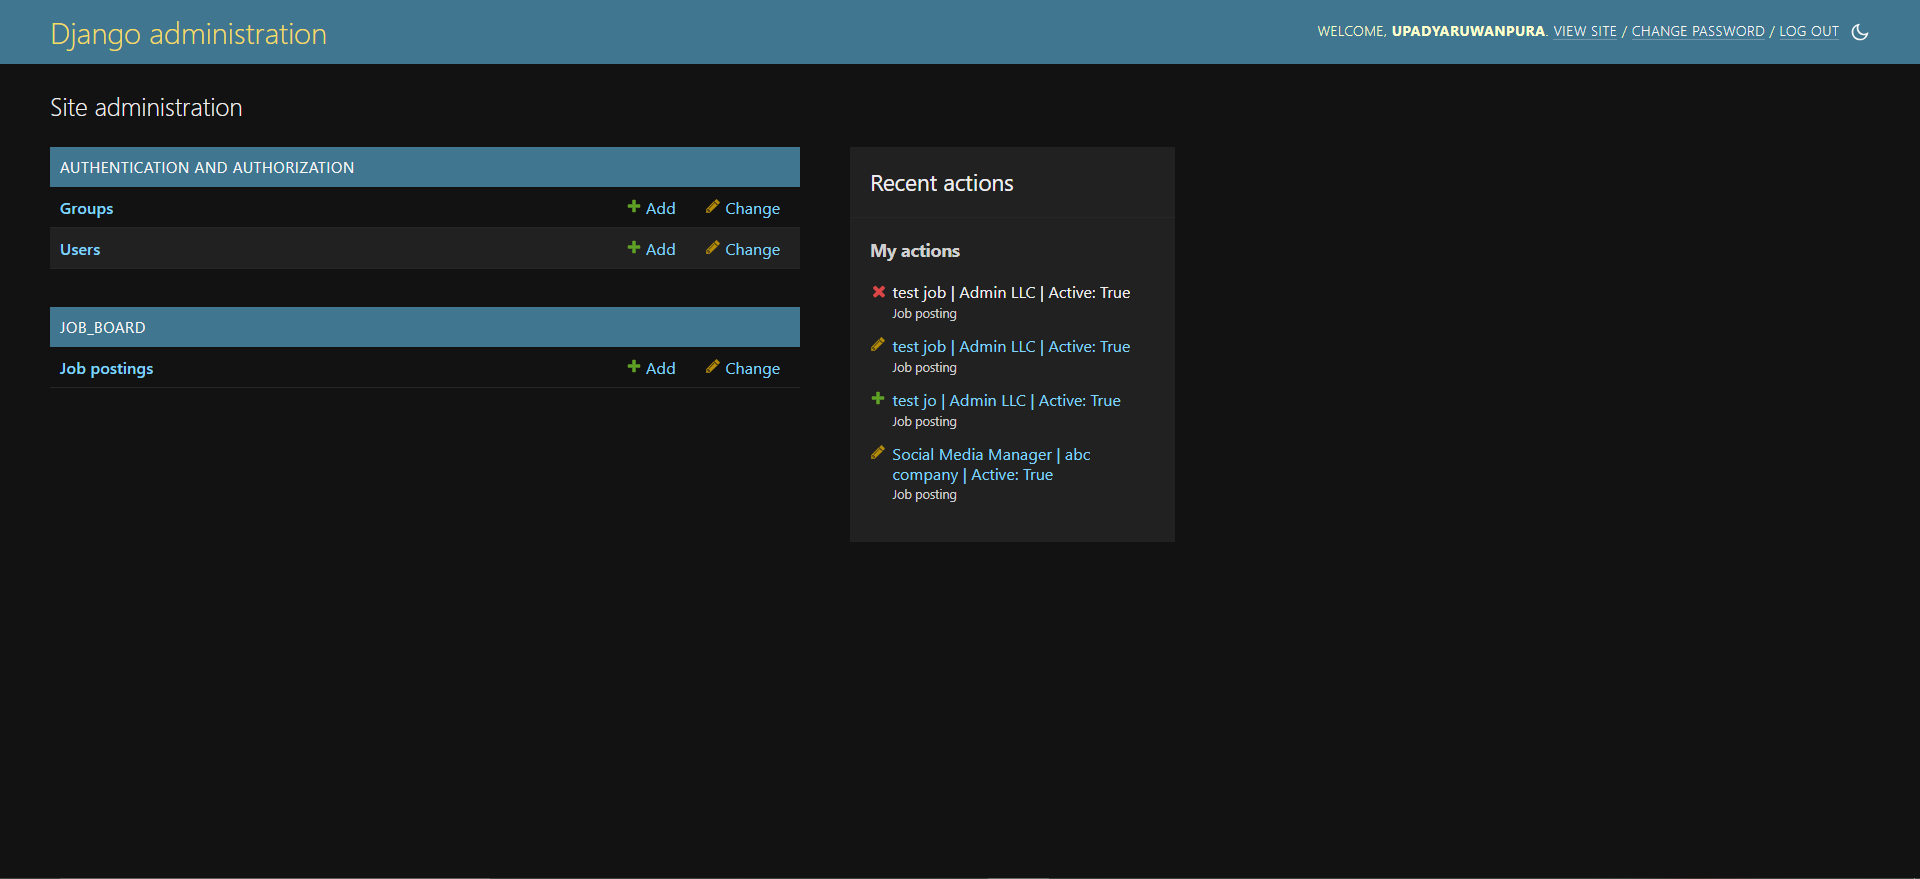 Django administration
WELCOME, UPADYARUWANPURA. VIEW SITE / CHANGE PASSWORD / LOG OUT
Site administration
AUTHENTICATION AND AUTHORIZATION
Groups Add Change
Users Add Change
JOB_BOARD
Job postings Add Change
Recent actions
My actions
test job | Admin LLC | Active: True
Job posting
test job | Admin LLC | Active: True
Job posting
test jo | Admin LLC | Active: True
Job posting
Social Media Manager | abc
company | Active: True
Job posting